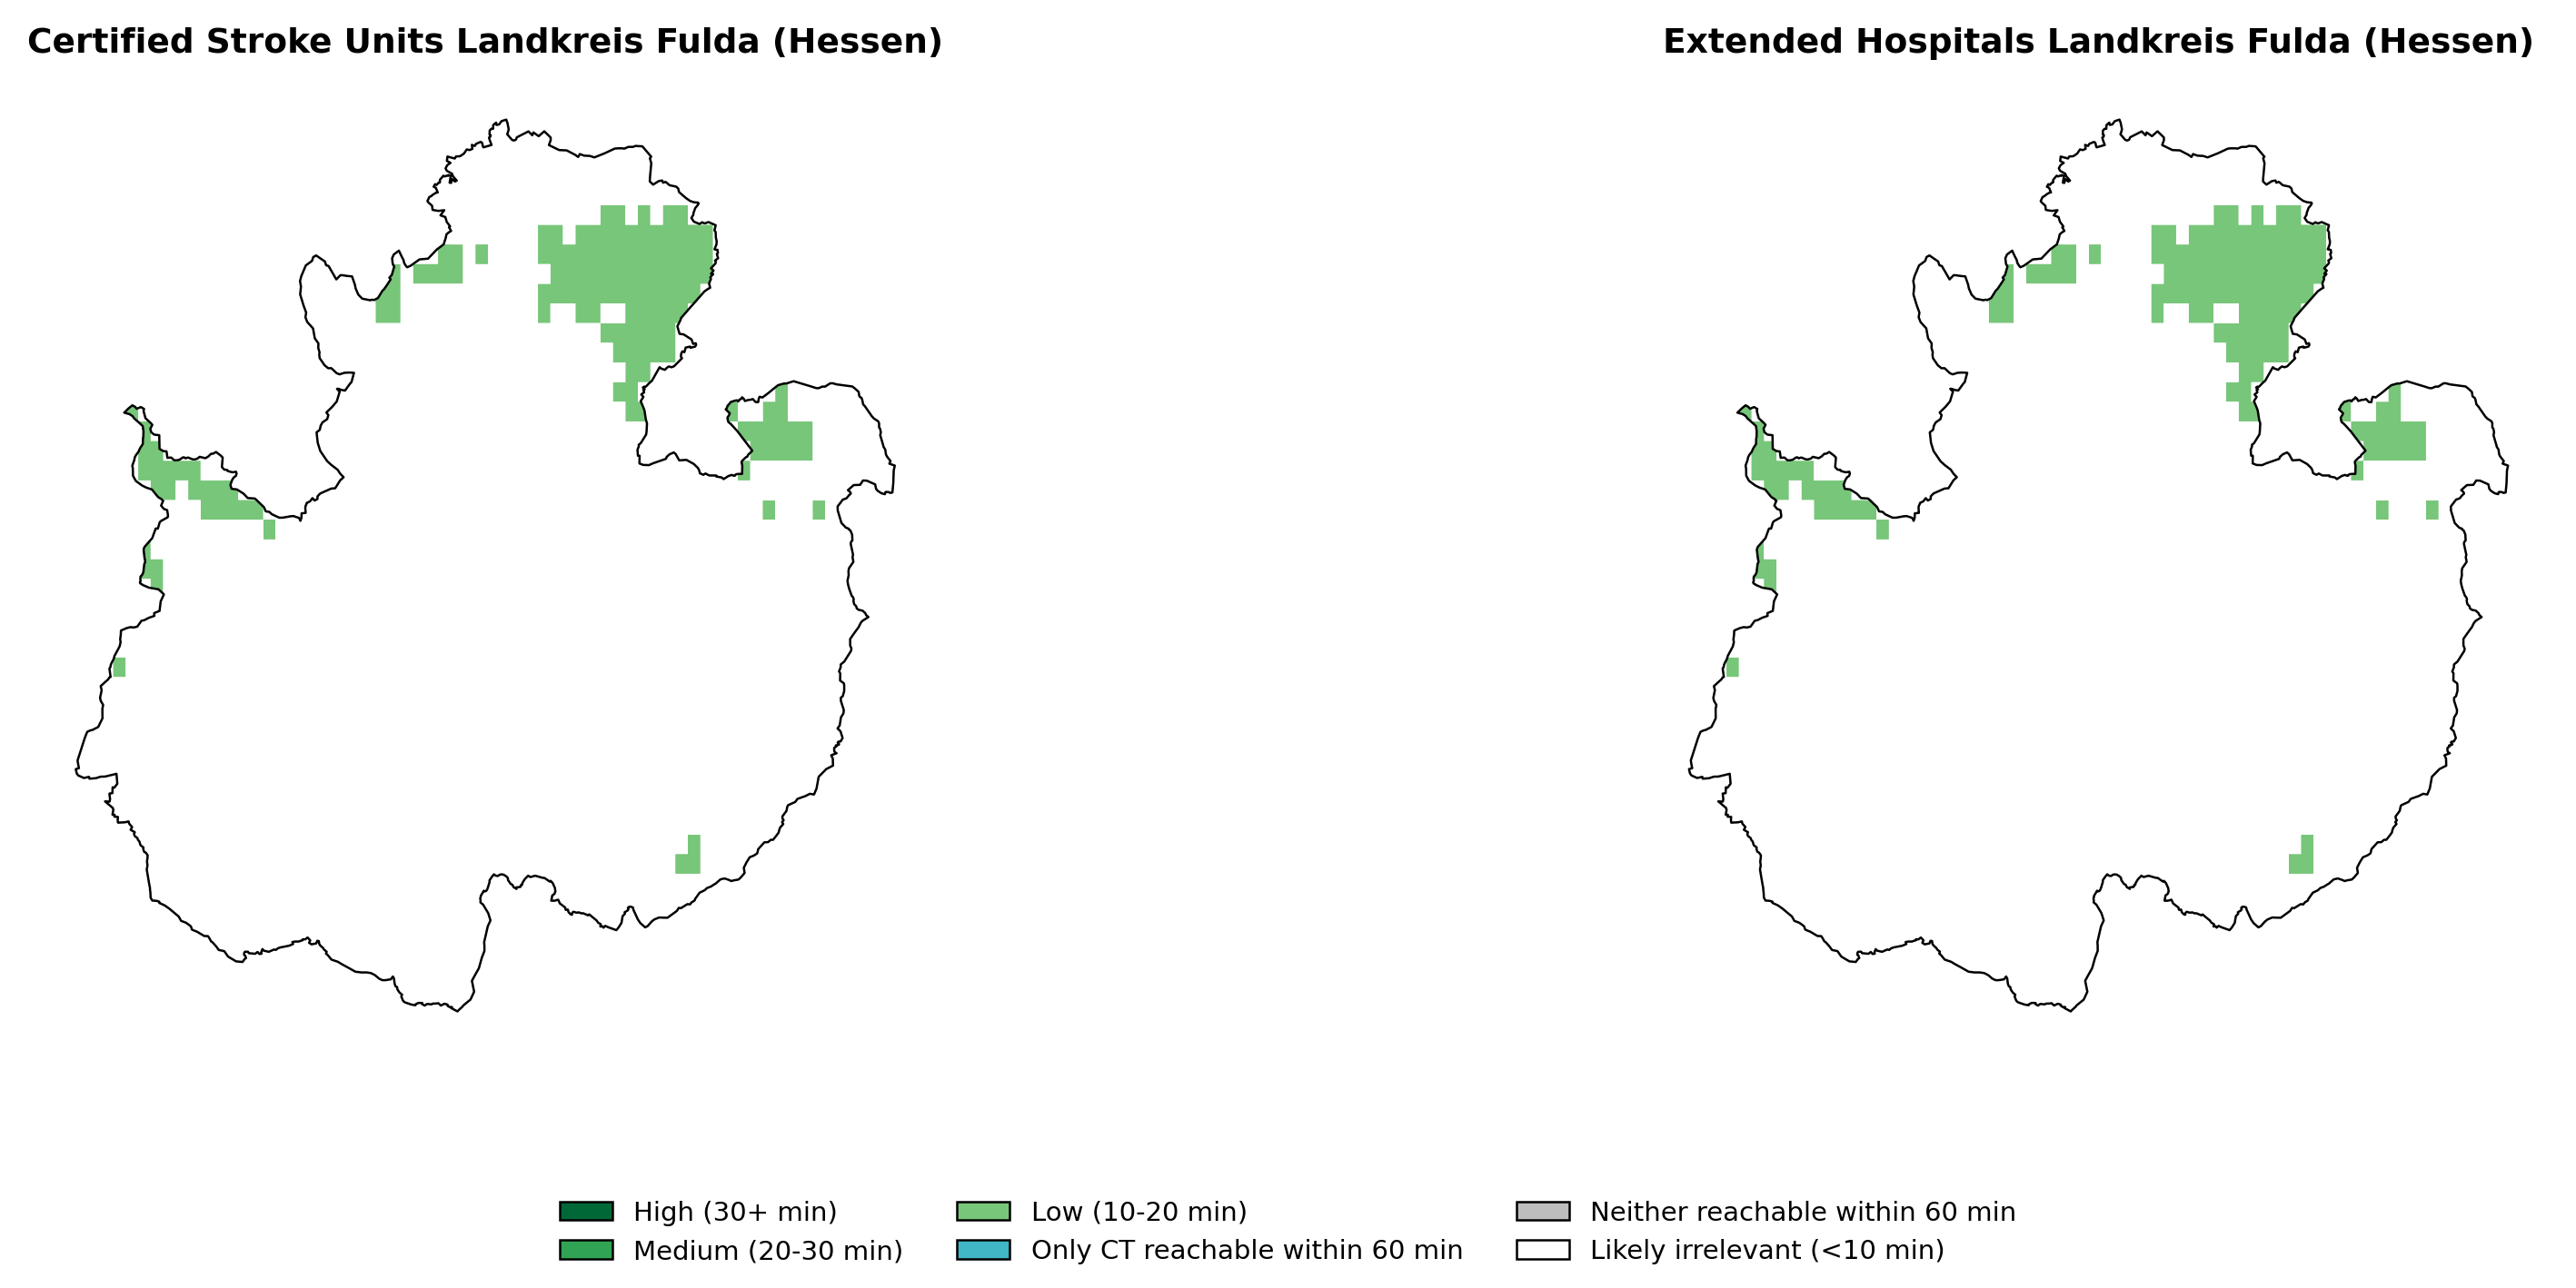 Certified Stroke Units Landkreis Fulda (Hessen)
Extended Hospitals Landkreis Fulda (Hessen)
High (30+ min)
Medium (20-30 min)
Low (10-20 min)
Only CT reachable within 60 min
Neither reachable within 60 min
Likely irrelevant (<10 min)